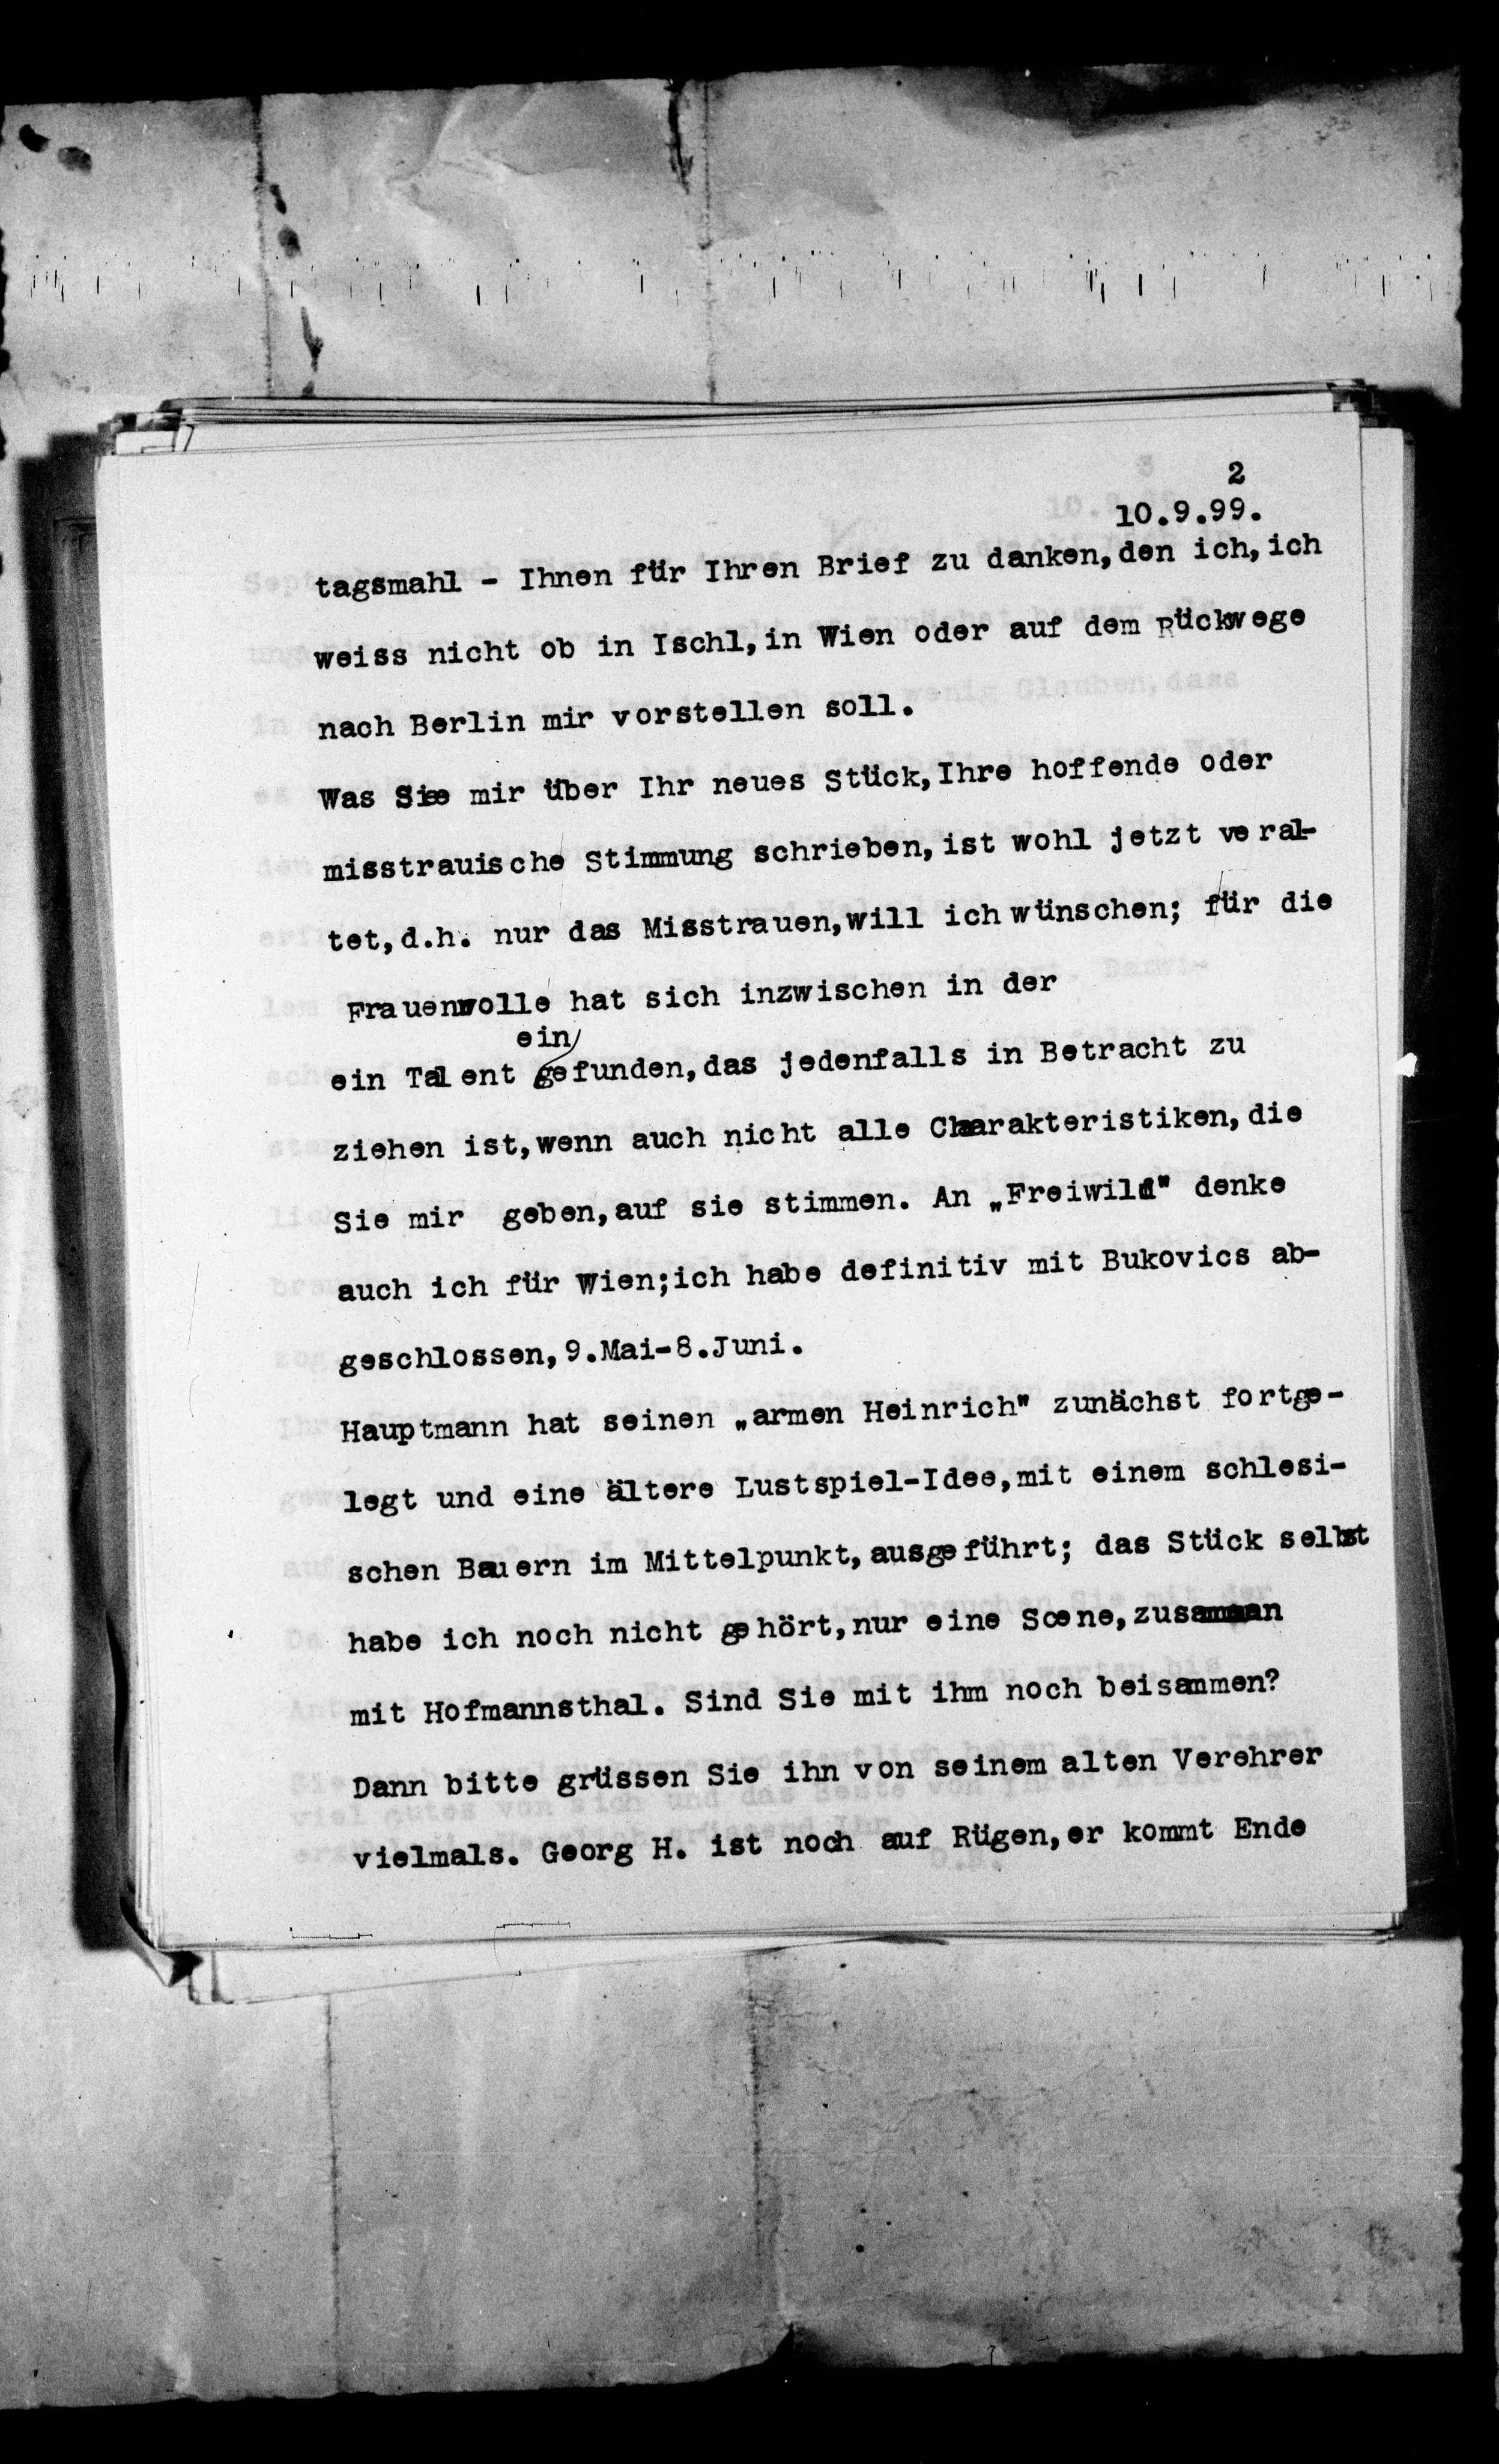 2
10.9.99.
tagsmahl - Ihnen für Ihren Brief zu danken, den ich, ich
weiss nicht ob in Ischl, in Wien oder auf dem Rückwege
nach Berlin mir vorstellen soll.
Was Sie mir über Ihr neues Stück, Ihre hoffende oder
misstrauische Stimmung schrieben, ist wohl jetzt veral-
tet, d.h. nur das Misstrauen, will ich wünschen; für die
Frauenrolle hat sich inzwischen in der
ein
ein Talent gefunden, das jedenfalls in Betracht zu
ziehen ist, wenn auch nicht alle Charakteristiken, die
Sie mir geben, auf sie stimmen. An „Freiwild" denke
auch ich für Wien; ich habe definitiv mit Bukovics ab-
geschlossen, 9.Mai-8.Juni.
Hauptmann hat seinen „armen Heinrich" zunächst fortge-
legt und eine ältere Lustspiel-Idee, mit einem schlesi-
schen Bauern im Mittelpunkt, ausgeführt; das Stück selbst
habe ich noch nicht gehört, nur eine Scene, zusammen
mit Hofmannsthal. Sind Sie mit ihm noch beisammen?
Dann bitte grüssen Sie ihn von seinem alten Verehrer
vielmals. Georg H. ist noch auf Rügen, er kommt Ende